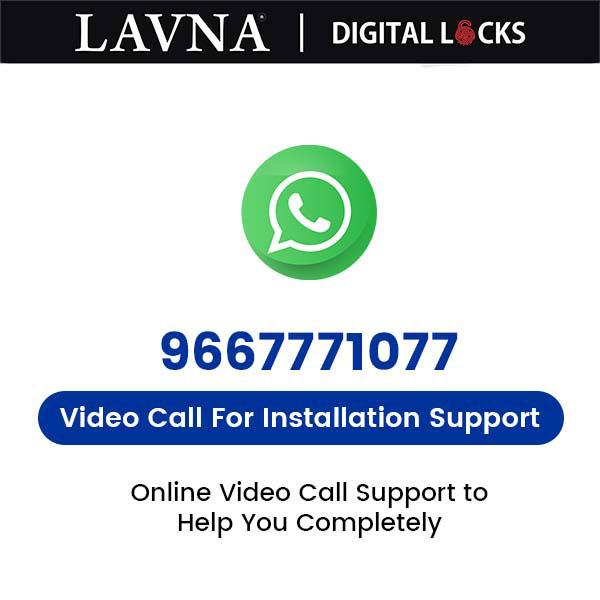 LAVNA® | DIGITAL LOCKS
9667771077
Video Call For Installation Support
Online Video Call Support to
Help You Completely